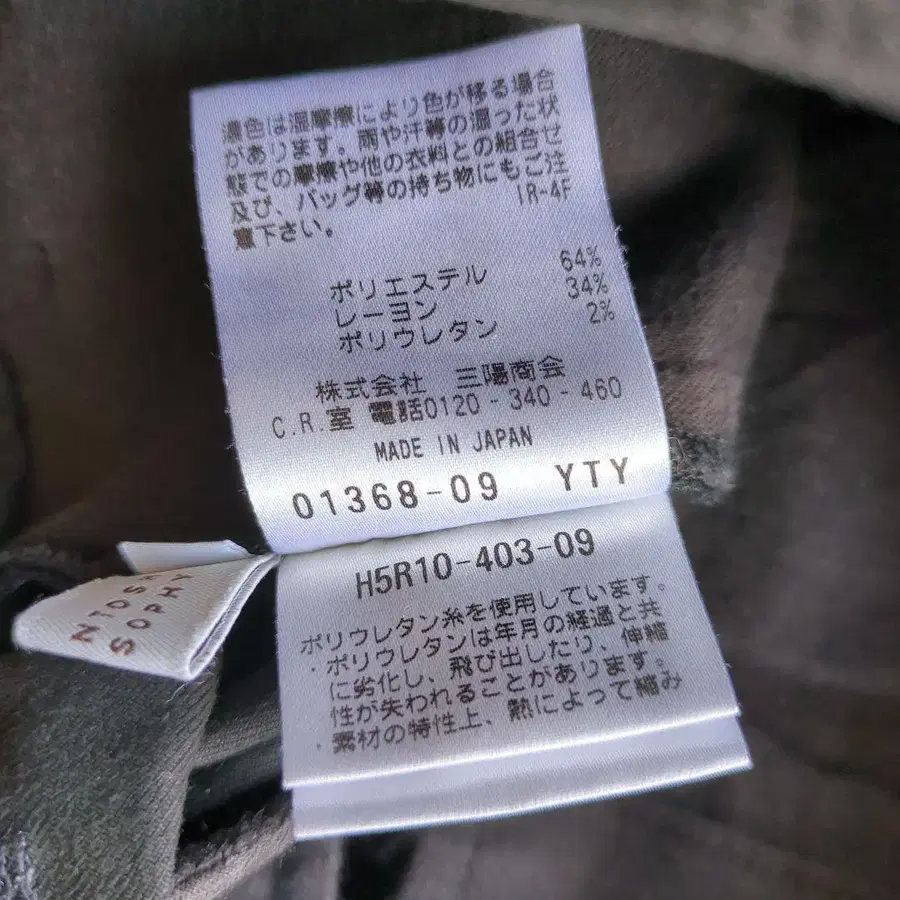 濃色は湿摩擦により色が移る場合
があります。雨や汗等の湿った状
態での摩擦や他の衣料との組合せ
及び、バッグ等の持ち物にもご注
意下さい。
1R-4F
ポリエステル 64%
レーヨン 34%
ポリウレタン 2%
株式会社 三陽商会
C.R.室 電話0120-340-460
MADE IN JAPAN
01368-09 YTY
H5R10-403-09
ポリウレタン糸を使用しています。
・ポリウレタンは年月の経過と共
に劣化し、飛び出したり、伸縮
性が失われることがあります。
・素材の特性上、熱によって縮み
SOPHY